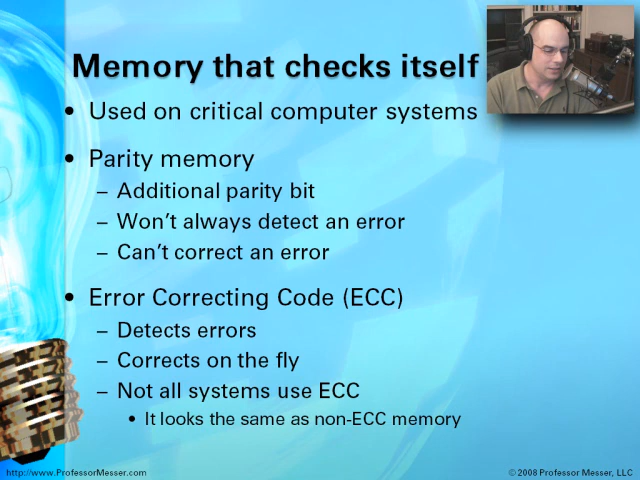 Memory that checks itself
• Used on critical computer systems
• Parity memory
– Additional parity bit
– Won't always detect an error
– Can't correct an error
• Error Correcting Code (ECC)
– Detects errors
– Corrects on the fly
– Not all systems use ECC
• It looks the same as non-ECC memory
http://www.ProfessorMesser.com
© 2008 Professor Messer, LLC